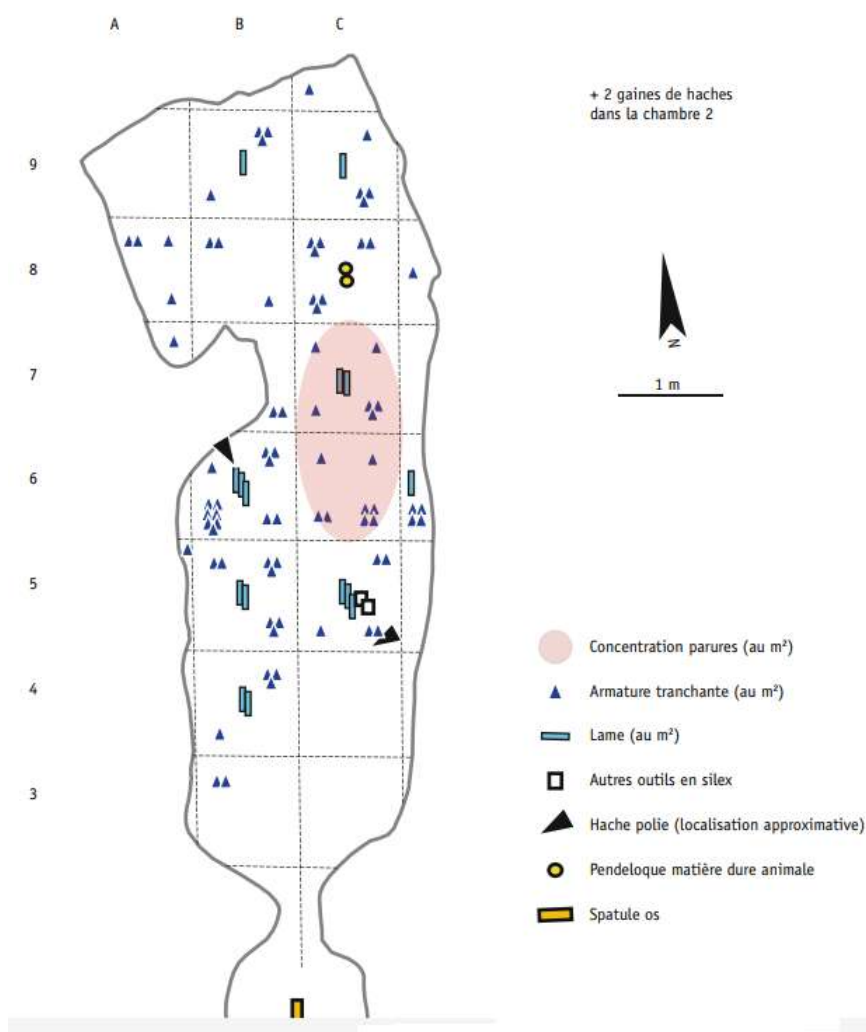 A B C
+ 2 gaines de haches
dans la chambre 2
9
8
7
6
5
4
3
N
1 m
Concentration parures (au m²)
Armature tranchante (au m²)
Lame (au m²)
Autres outils en silex
Hache polie (localisation approximative)
Pendeloque matière dure animale
Spatule os